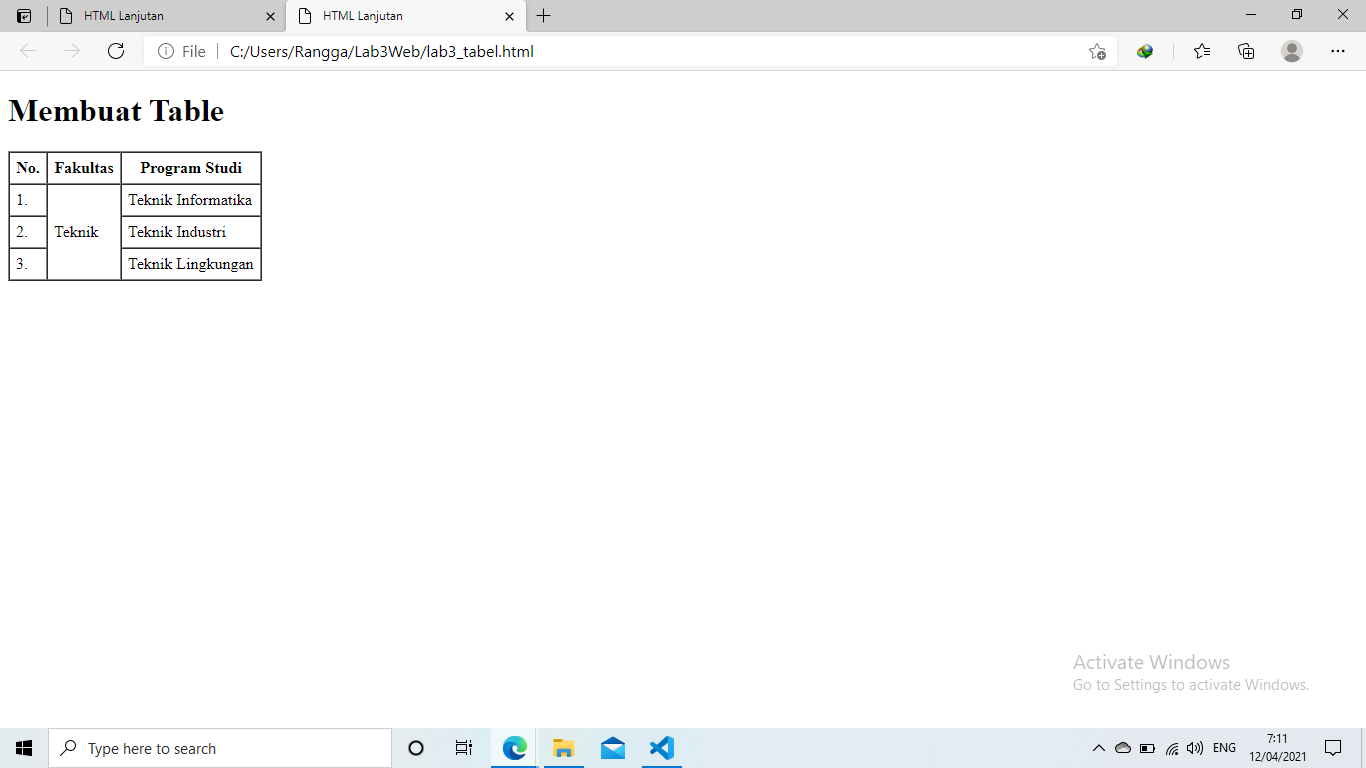 HTML Lanjutan
HTML Lanjutan
File
C:/Users/Rangga/Lab3Web/lab3_tabel.html
Membuat Table
No. Fakultas Program Studi
1. Teknik Informatika
2. Teknik Teknik Industri
3. Teknik Lingkungan
Activate Windows
Go to Settings to activate Windows.
Type here to search
ENG
7:11
12/04/2021